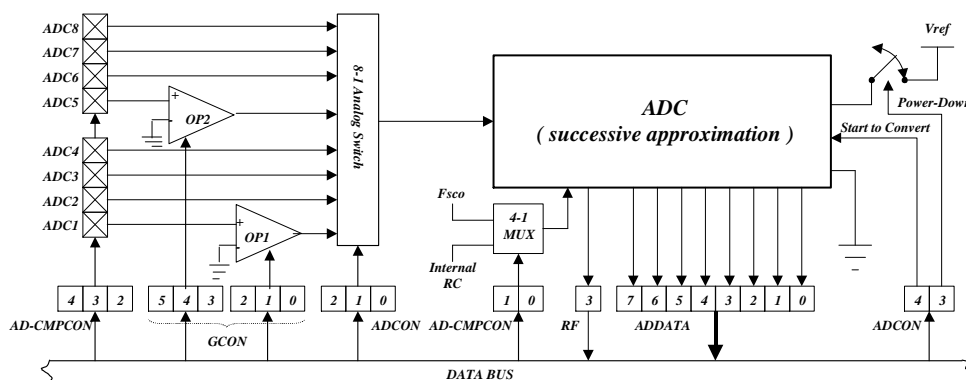 ADC8
ADC7
ADC6
ADC5
ADC4
ADC3
ADC2
ADC1
+
-
OP2
+
-
OP1
8-1 Analog Switch
ADC
( successive approximation )
Vref
Power-Down
Start to Convert
Fsco
4-1
MUX
Internal
RC
4 3 2
5 4 3
2 1 0
2 1 0
1 0
3
7 6 5 4 3 2 1 0
4 3
AD-CMPCON
GCON
ADCON
AD-CMPCON
RF
ADDATA
ADCON
DATA BUS